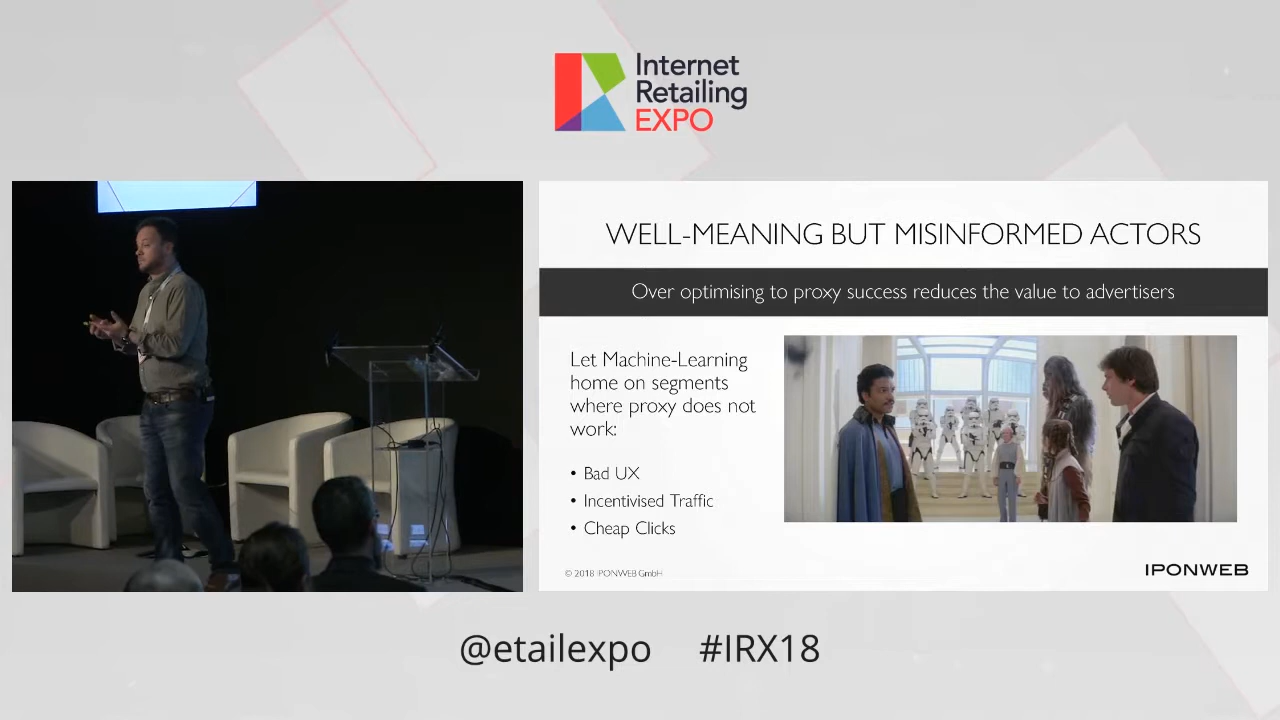 Internet
Retailing
EXPO
WELL-MEANING BUT MISINFORMED ACTORS
Over optimising to proxy success reduces the value to advertisers
Let Machine-Learning
home on segments
where proxy does not
work:
• Bad UX
• Incentivised Traffic
• Cheap Clicks
© 2018 IPONWEB GmbH
IPONWEB
@etailexpo #IRX18